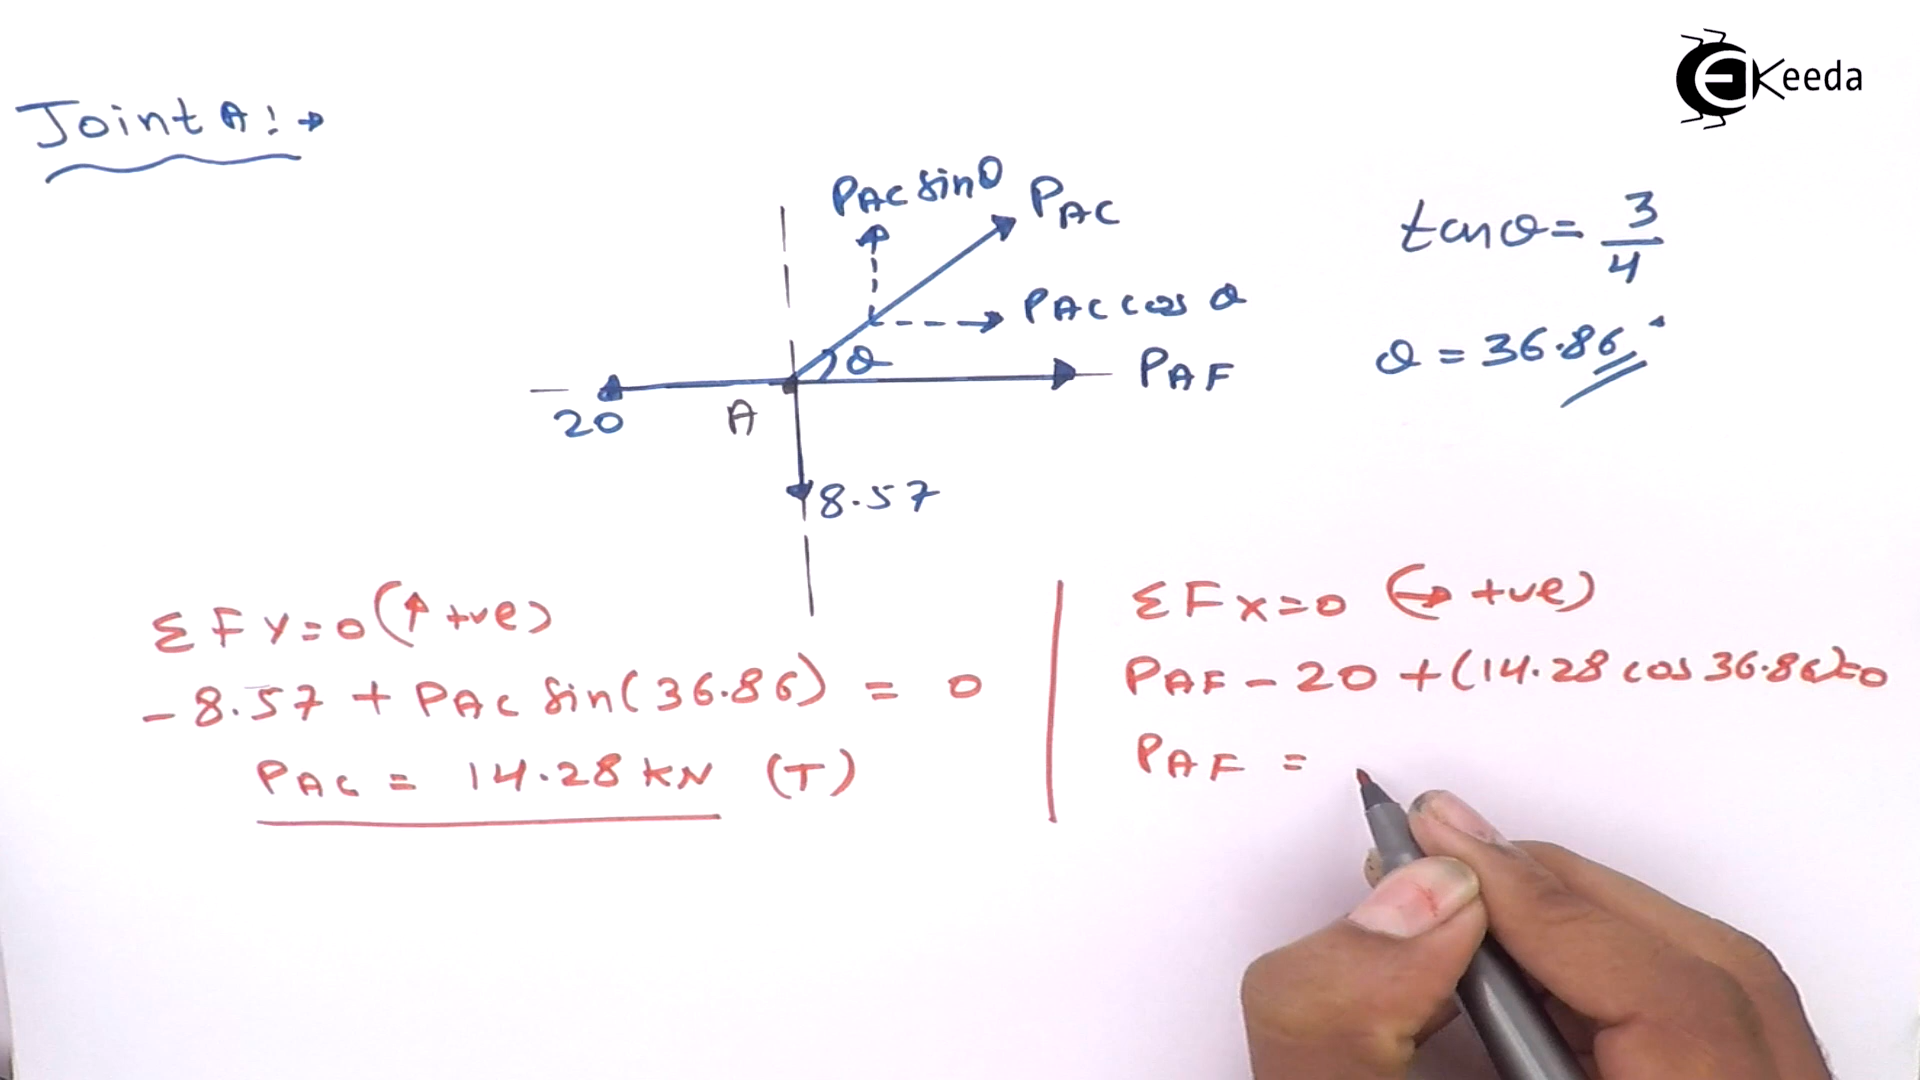 EKeeda
Joint A:→
PAC sinθ
PAC
PAC cos θ
θ
PAF
20
A
8.57
tanθ = 3/4
θ = 36.86°
ΣFY=0(↑+ve)
-8.57 + PAC sin(36.86) = 0
PAC = 14.28 KN (T)
ΣFx=0 (→+ve)
PAF - 20 + (14.28 cos 36.86)=0
PAF =